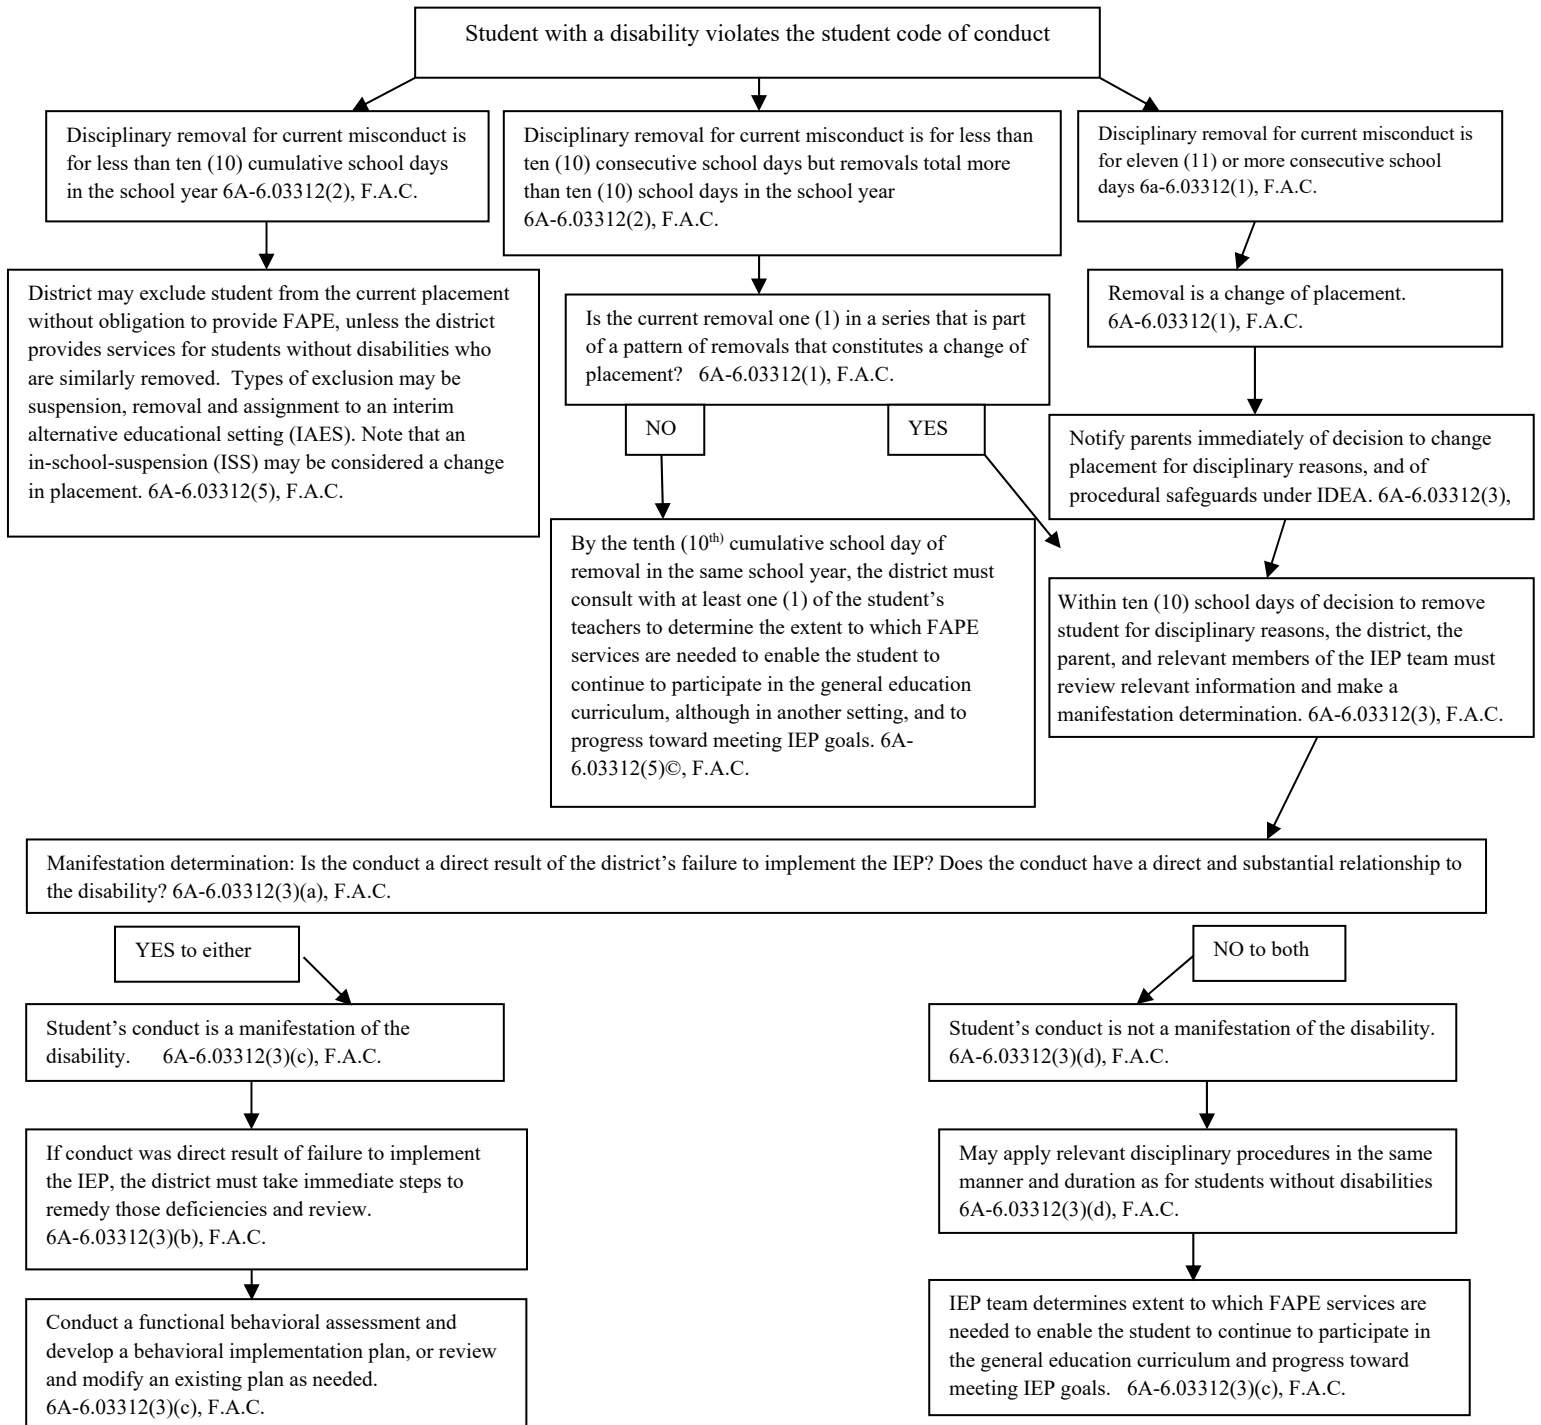 Student with a disability violates the student code of conduct
Disciplinary removal for current misconduct is
for less than ten (10) cumulative school days
in the school year 6A-6.03312(2), F.A.C.
Disciplinary removal for current misconduct is for less than
ten (10) consecutive school days but removals total more
than ten (10) school days in the school year
6A-6.03312(2), F.A.C.
Disciplinary removal for current misconduct is
for eleven (11) or more consecutive school
days 6a-6.03312(1), F.A.C.
District may exclude student from the current placement
without obligation to provide FAPE, unless the district
provides services for students without disabilities who
are similarly removed.  Types of exclusion may be
suspension, removal and assignment to an interim
alternative educational setting (IAES). Note that an
in-school-suspension (ISS) may be considered a change
in placement. 6A-6.03312(5), F.A.C.
Is the current removal one (1) in a series that is part
of a pattern of removals that constitutes a change of
placement?   6A-6.03312(1), F.A.C.
Removal is a change of placement.
6A-6.03312(1), F.A.C.
NO
YES
Notify parents immediately of decision to change
placement for disciplinary reasons, and of
procedural safeguards under IDEA. 6A-6.03312(3),
By the tenth (10th) cumulative school day of
removal in the same school year, the district must
consult with at least one (1) of the student’s
teachers to determine the extent to which FAPE
services are needed to enable the student to
continue to participate in the general education
curriculum, although in another setting, and to
progress toward meeting IEP goals. 6A-
6.03312(5)©, F.A.C.
Within ten (10) school days of decision to remove
student for disciplinary reasons, the district, the
parent, and relevant members of the IEP team must
review relevant information and make a
manifestation determination. 6A-6.03312(3), F.A.C.
Manifestation determination: Is the conduct a direct result of the district’s failure to implement the IEP? Does the conduct have a direct and substantial relationship to
the disability? 6A-6.03312(3)(a), F.A.C.
YES to either
NO to both
Student’s conduct is a manifestation of the
disability.     6A-6.03312(3)(c), F.A.C.
Student’s conduct is not a manifestation of the disability.
6A-6.03312(3)(d), F.A.C.
If conduct was direct result of failure to implement
the IEP, the district must take immediate steps to
remedy those deficiencies and review.
6A-6.03312(3)(b), F.A.C.
May apply relevant disciplinary procedures in the same
manner and duration as for students without disabilities
6A-6.03312(3)(d), F.A.C.
Conduct a functional behavioral assessment and
develop a behavioral implementation plan, or review
and modify an existing plan as needed.
6A-6.03312(3)(c), F.A.C.
IEP team determines extent to which FAPE services are
needed to enable the student to continue to participate in
the general education curriculum and progress toward
meeting IEP goals.   6A-6.03312(3)(c), F.A.C.